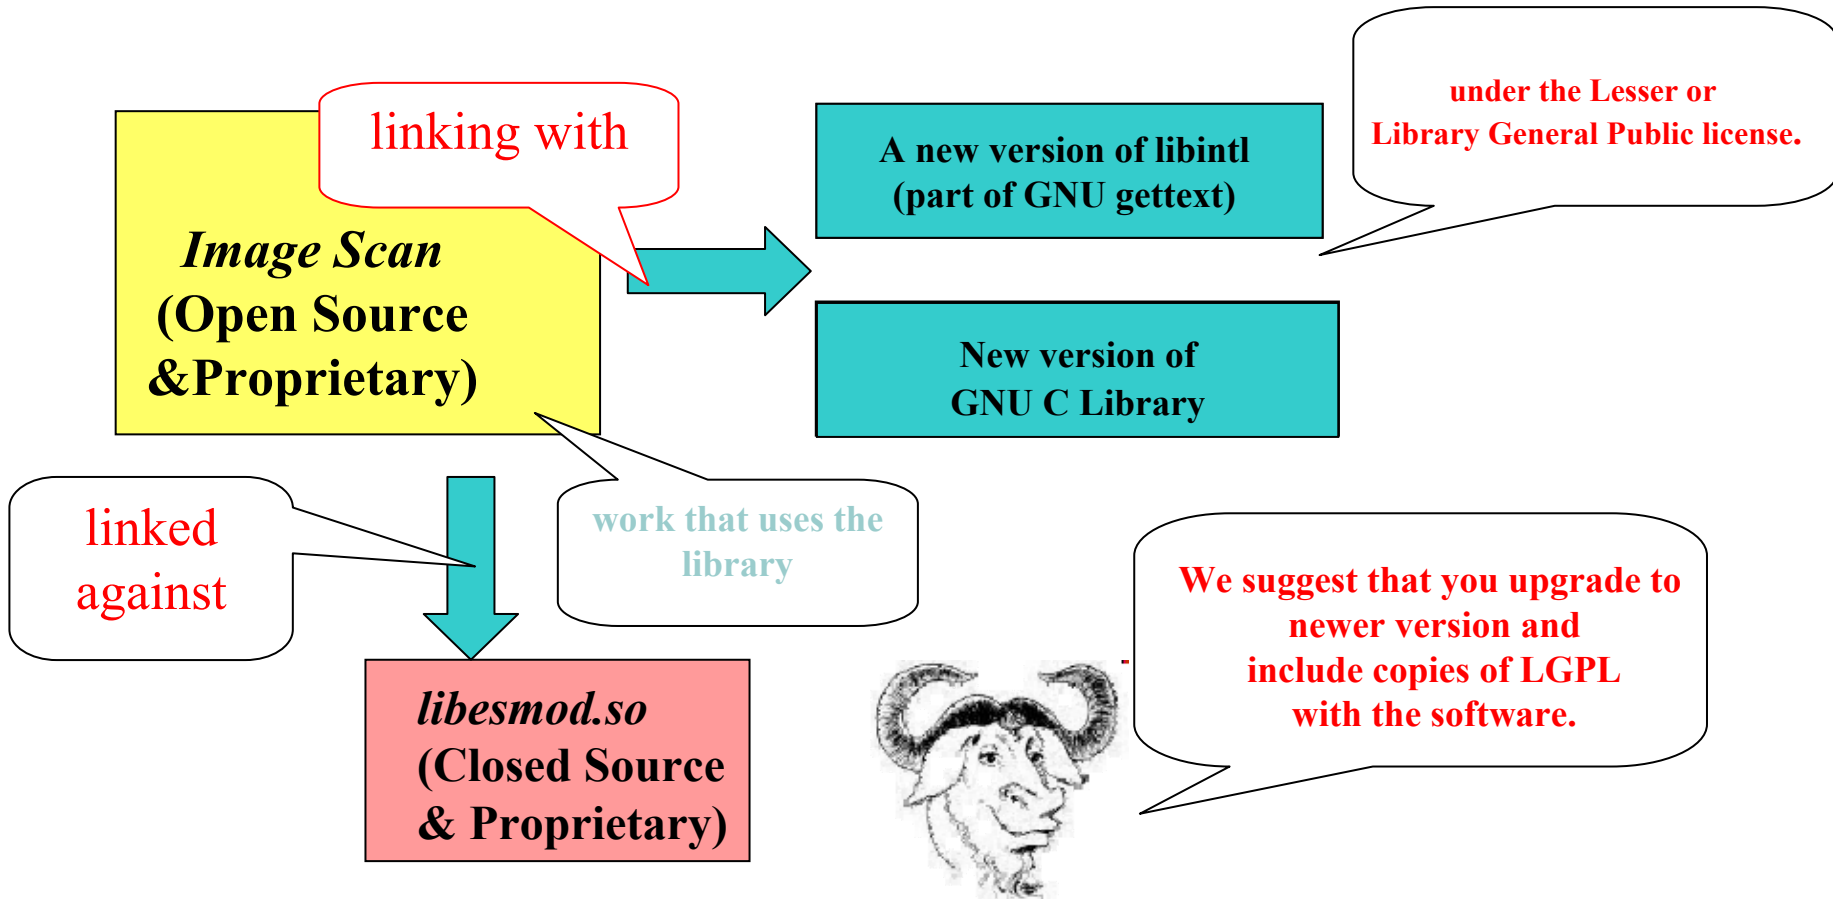 under the Lesser or
Library General Public license.
linking with
A new version of libintl
(part of GNU gettext)
Image Scan
(Open Source
&Proprietary)
New version of
GNU C Library
linked
against
work that uses the
library
We suggest that you upgrade to
newer version and
include copies of LGPL
with the software.
libesmod.so
(Closed Source
& Proprietary)